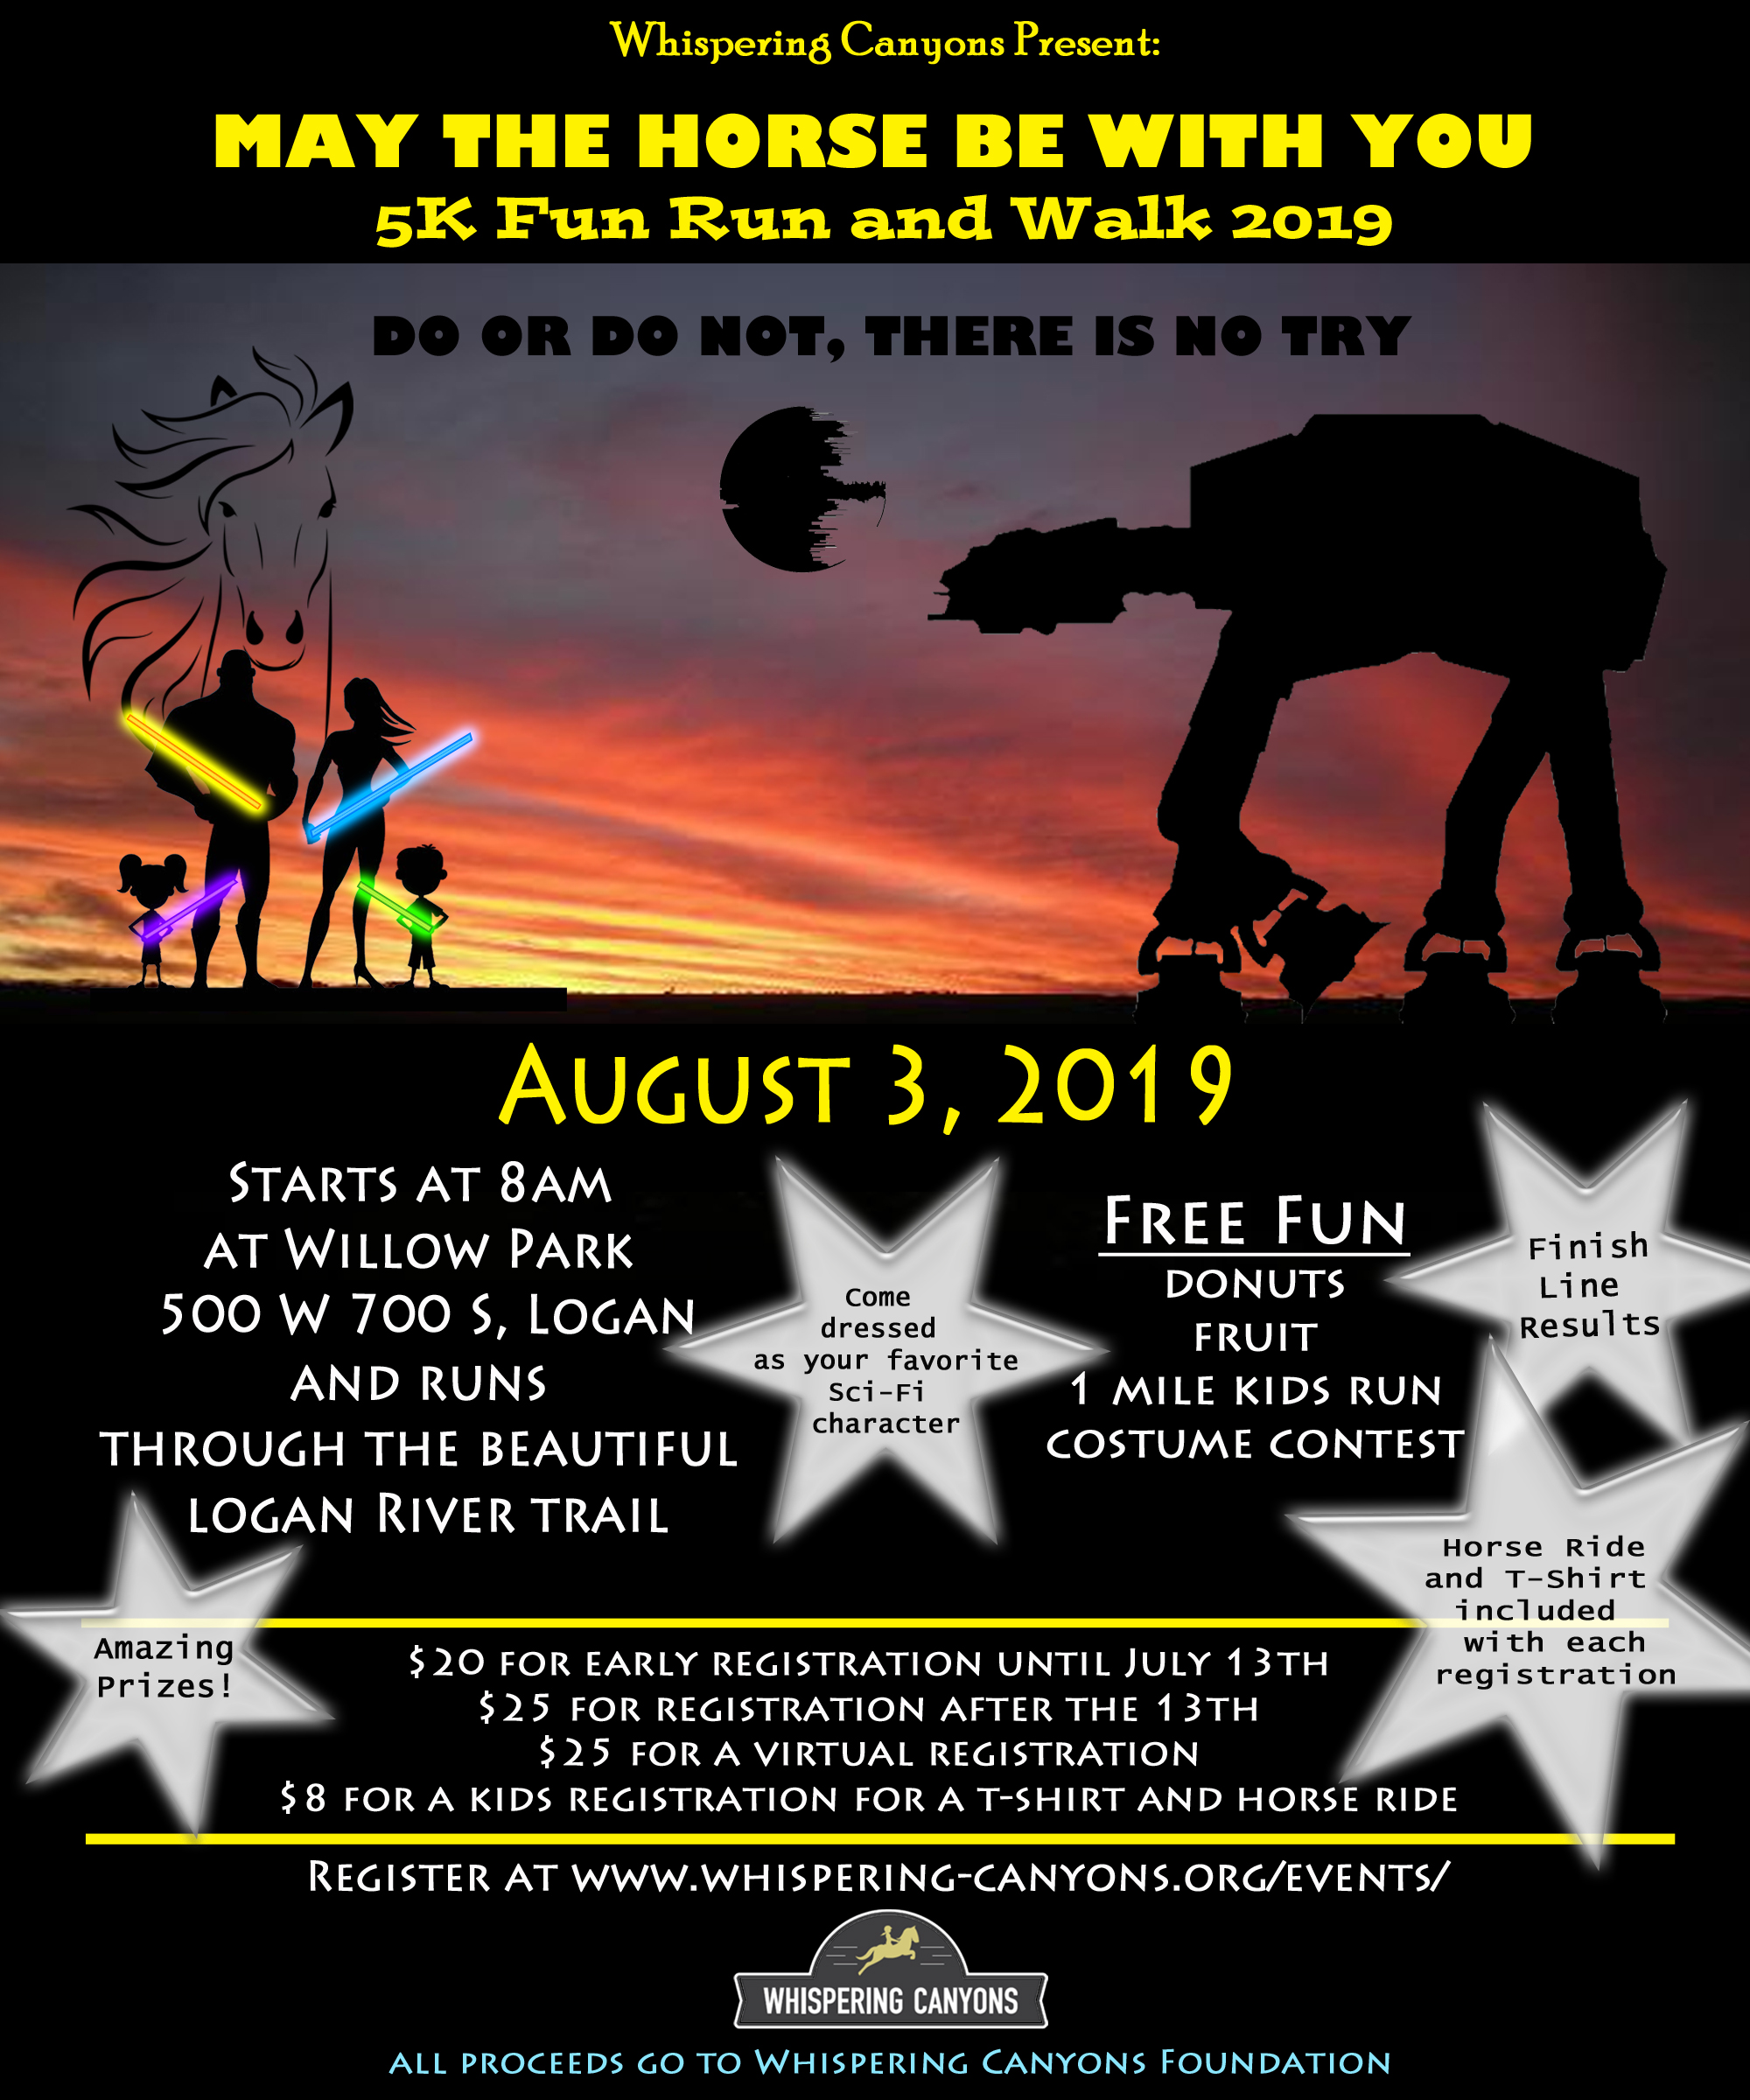 Whispering Canyons Present:
MAY THE HORSE BE WITH YOU
5K Fun Run and Walk 2019
DO OR DO NOT, THERE IS NO TRY
August 3, 2019
Starts at 8am
at Willow Park
500 W 700 S, Logan
and runs
through the beautiful
logan River trail
Come
dressed
as your favorite
Sci-Fi
character
Free Fun
donuts
fruit
1 mile kids run
costume contest
Finish
Line
Results
Horse Ride
and T-Shirt
included
with each
registration
Amazing
Prizes!
$20 for early registration until July 13th
$25 for registration after the 13th
$25 for a virtual registration
$8 for a kids registration for a t-shirt and horse ride
Register at www.whispering-canyons.org/events/
WHISPERING CANYONS
all proceeds go to Whispering Canyons Foundation